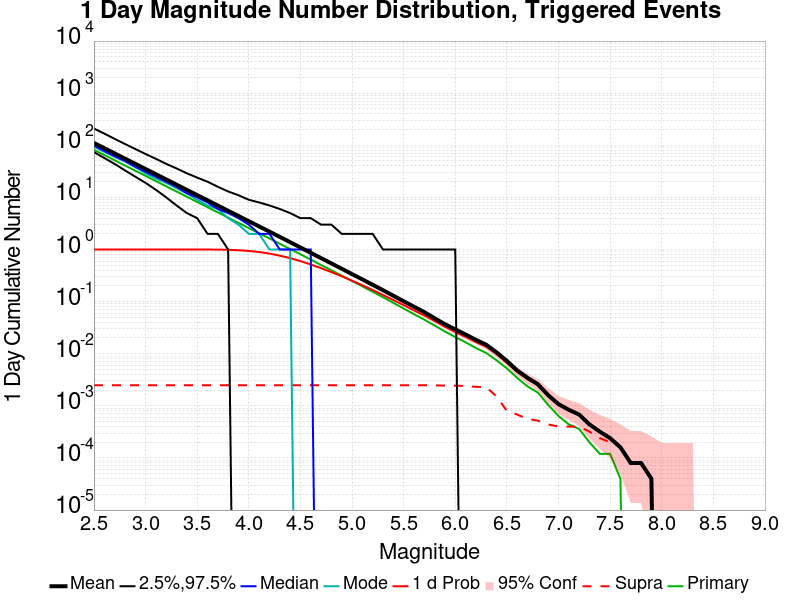 1 Day Magnitude Number Distribution, Triggered Events
1 Day Cumulative Number
10^4
10^3
10^2
10^1
10^0
10^-1
10^-2
10^-3
10^-4
10^-5
2.5 3.0 3.5 4.0 4.5 5.0 5.5 6.0 6.5 7.0 7.5 8.0 8.5 9.0
Magnitude
Mean 2.5%,97.5% Median Mode 1 d Prob 95% Conf Supra Primary